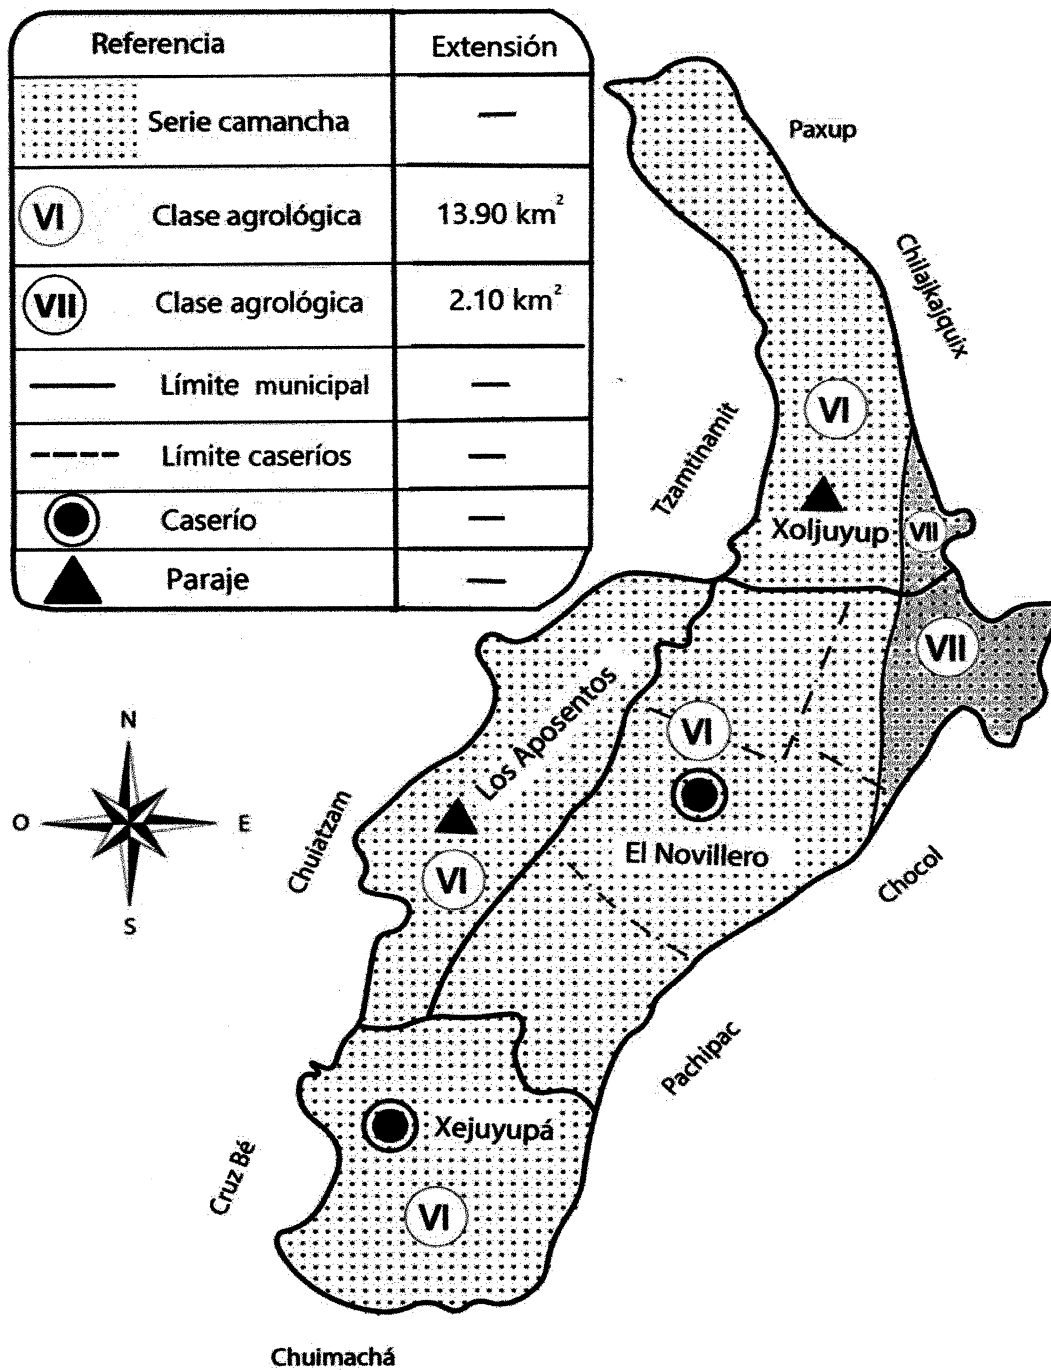 Referencia Extensión
Serie camancha —
VI Clase agrológica 13.90 km²
VII Clase agrológica 2.10 km²
Límite municipal —
Límite caseríos —
Caserío —
Paraje —
Paxup
Chilajkajquix
VI
Tzamtinamit
Xoljuyup
VII
VII
Los Aposentos
VI
N
O
E
S
Chuiatzam
VI
El Novillero
Chocol
Pachipac
Xejuyupá
Cruz Bé
VI
Chuimachá